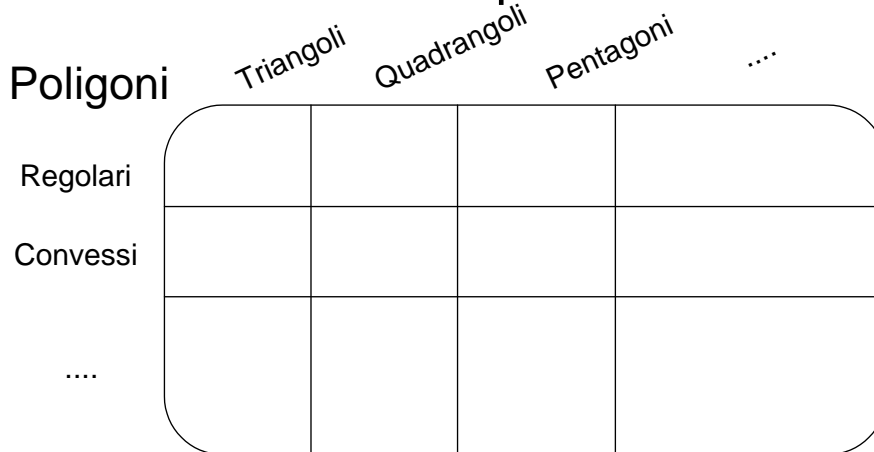 Triangoli Quadrangoli Pentagoni ....
Poligoni
Regolari
Convessi
....